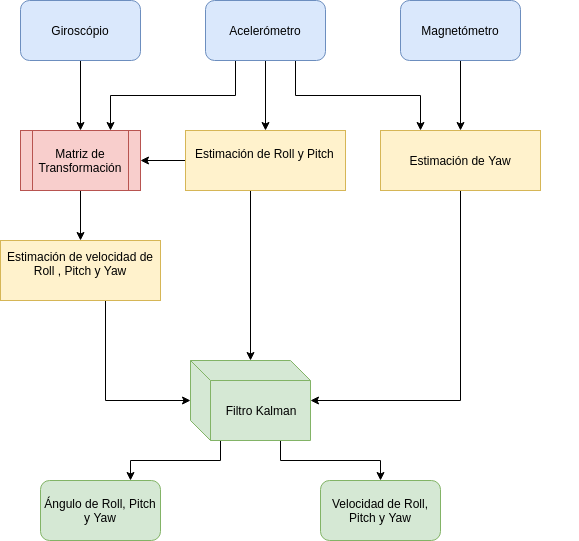 Giroscópio
Acelerómetro
Magnetómetro
Matriz de
Transformación
Estimación de Roll y Pitch
Estimación de Yaw
Estimación de velocidad de
Roll , Pitch y Yaw
Filtro Kalman
Ángulo de Roll, Pitch
y Yaw
Velocidad de Roll,
Pitch y Yaw